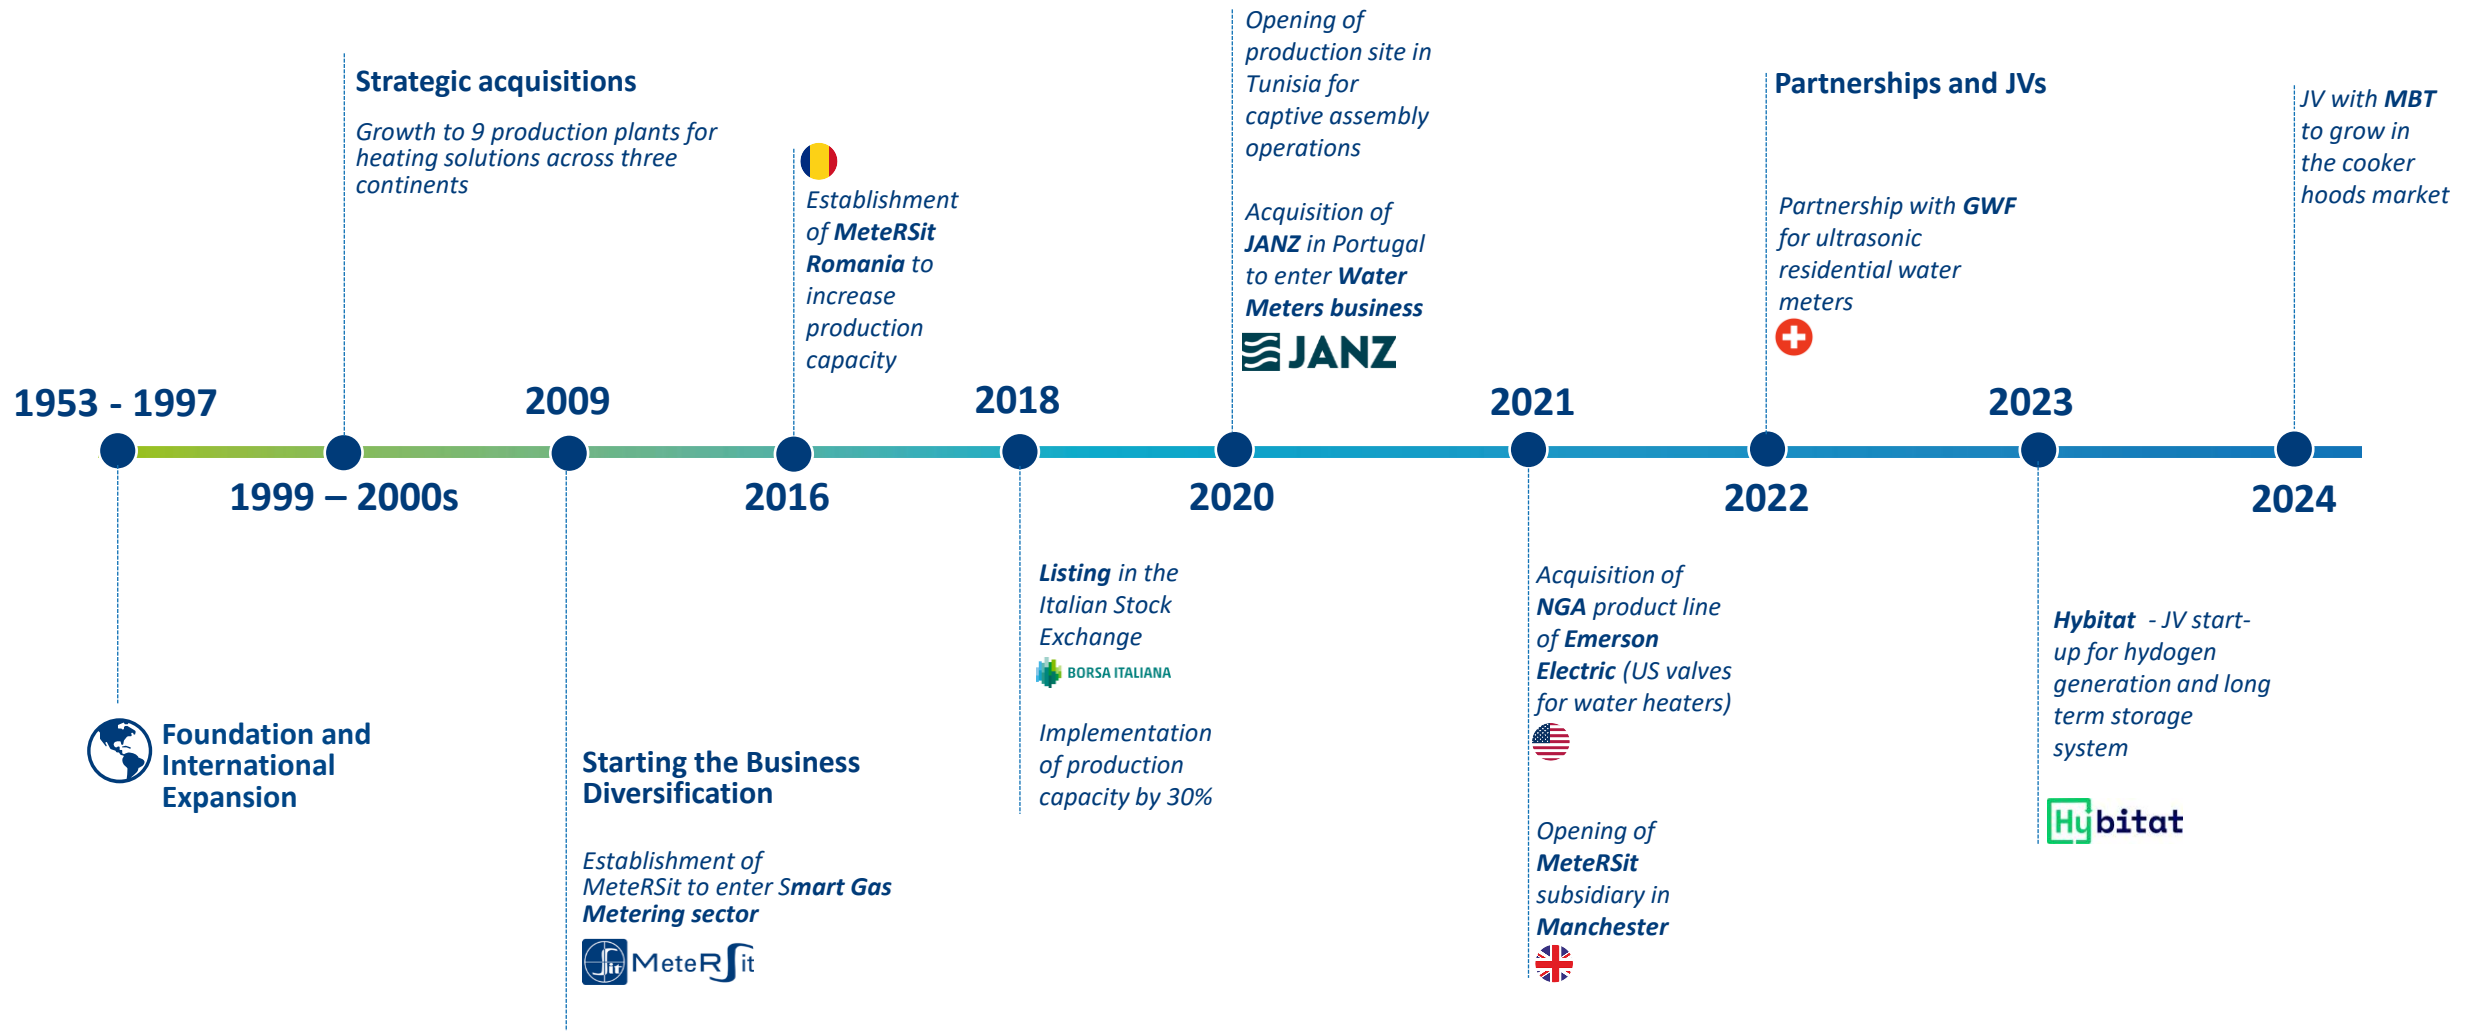 1953 - 1997
Foundation and
International
Expansion
1999 – 2000s
Strategic acquisitions
Growth to 9 production plants for
heating solutions across three
continents
2009
Starting the Business
Diversification
Establishment of
MeteRSit to enter Smart Gas
Metering sector
Sit MeteRSit
2016
Establishment
of MeteRSit
Romania to
increase
production
capacity
2018
Listing in the
Italian Stock
Exchange
BORSA ITALIANA
Implementation
of production
capacity by 30%
2020
Opening of
production site in
Tunisia for
captive assembly
operations
Acquisition of
JANZ in Portugal
to enter Water
Meters business
JANZ
2021
Acquisition of
NGA product line
of Emerson
Electric (US valves
for water heaters)
Opening of
MeteRSit
subsidiary in
Manchester
2022
Partnerships and JVs
Partnership with GWF
for ultrasonic
residential water
meters
2023
Hybitat - JV start-
up for hydogen
generation and long
term storage
system
Hybitat
2024
JV with MBT
to grow in
the cooker
hoods market